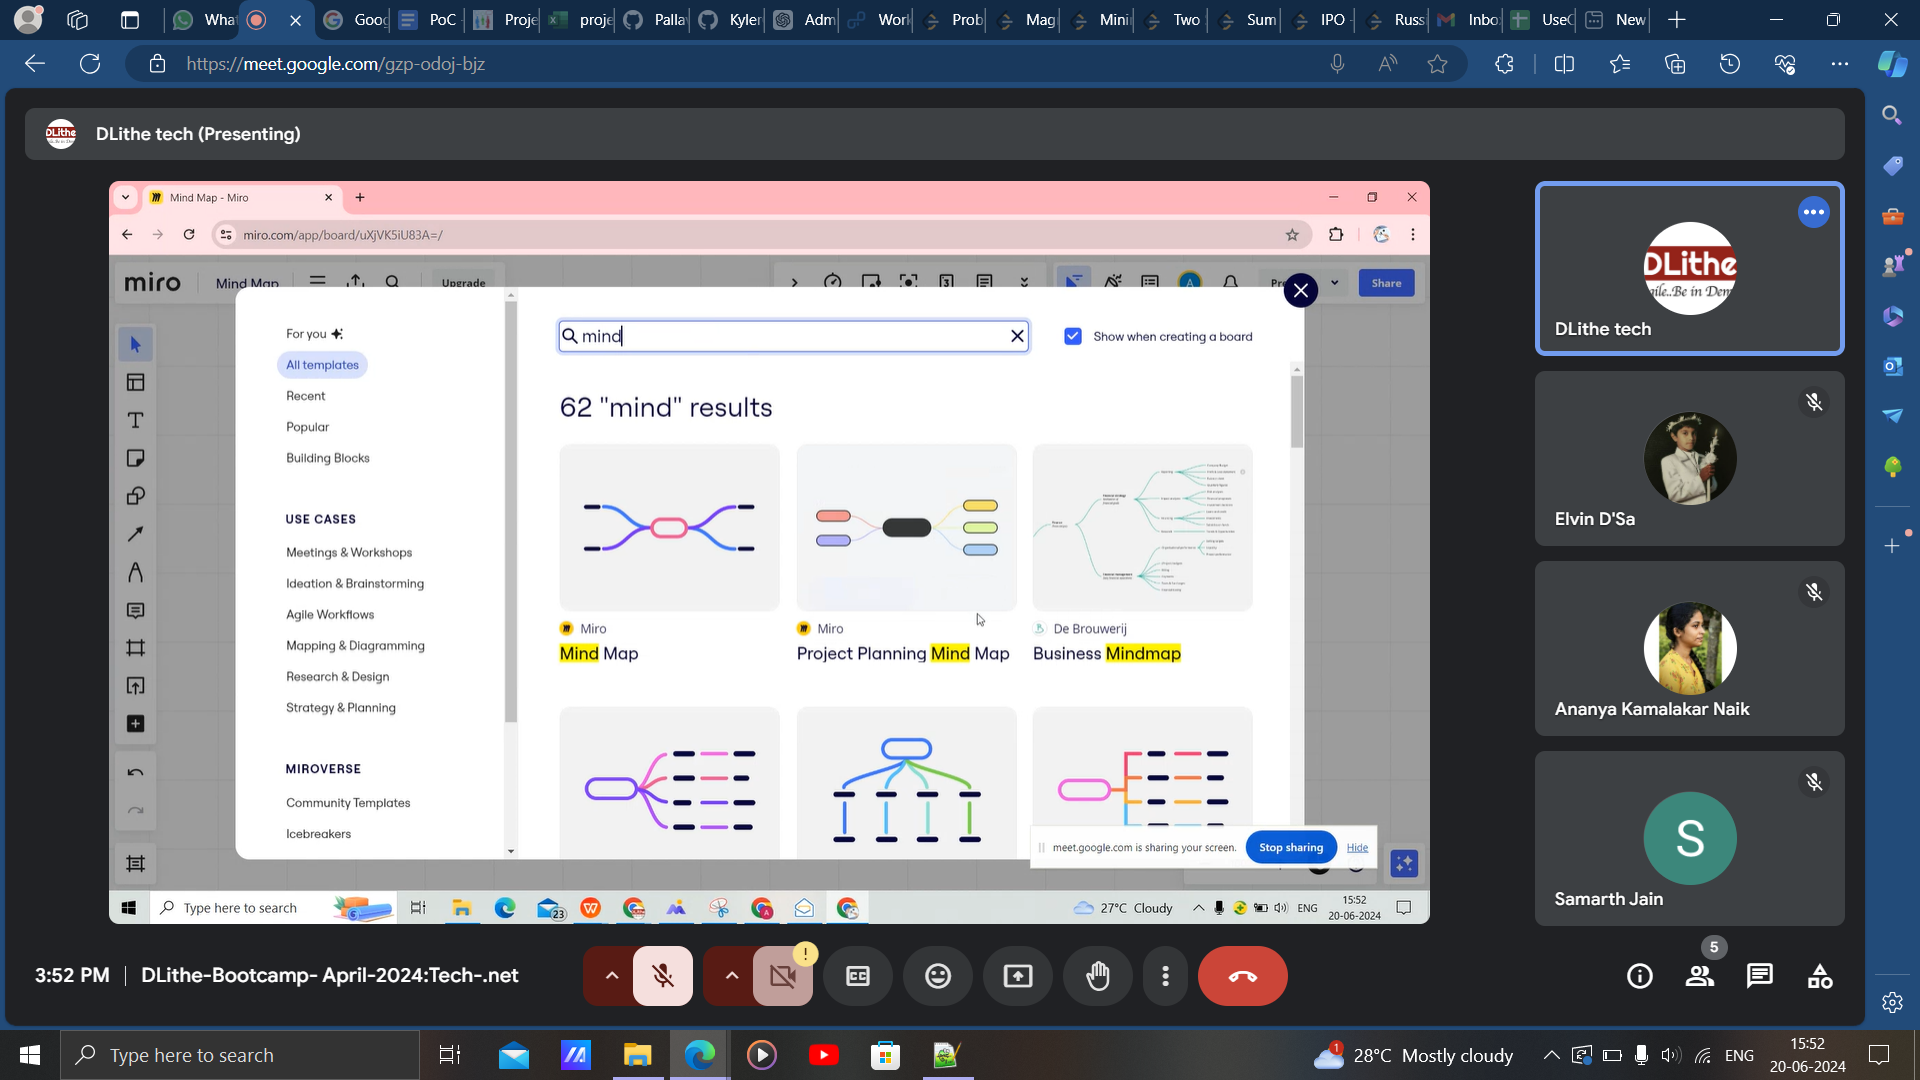 Wha
Goog
PoC
Proje
proje
Palla
Kyler
Adm
Work
Prob
Mag
Mini
Two
Sum
IPO
Russ
Inbo
UseC
New
https://meet.google.com/gzp-odoj-bjz
DLithe tech (Presenting)
Mind Map - Miro
miro.com/app/board/uXjVK5iU83A=/
miro
Mind Map
Upgrade
Share
For you
All templates
Recent
Popular
Building Blocks
USE CASES
Meetings & Workshops
Ideation & Brainstorming
Agile Workflows
Mapping & Diagramming
Research & Design
Strategy & Planning
MIROVERSE
Community Templates
Icebreakers
mind
Show when creating a board
62 "mind" results
Miro
Mind Map
Miro
Project Planning Mind Map
De Brouwerij
Business Mindmap
meet.google.com is sharing your screen.
Stop sharing
Hide
Type here to search
23
27°C Cloudy
ENG
15:52
20-06-2024
DLithe
DLithe tech
Elvin D'Sa
Ananya Kamalakar Naik
S
Samarth Jain
3:52 PM
DLithe-Bootcamp- April-2024:Tech-.net
5
Type here to search
1
28°C Mostly cloudy
ENG
15:52
20-06-2024